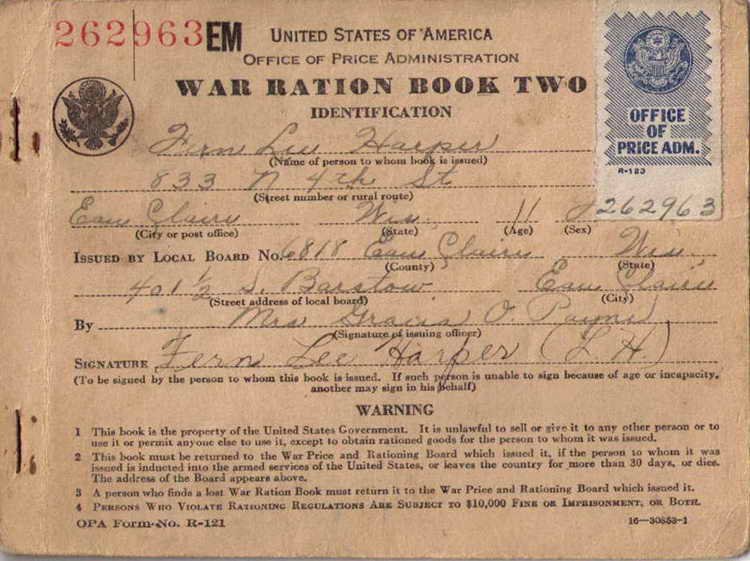 262963 EM UNITED STATES OF AMERICA
OFFICE OF PRICE ADMINISTRATION
WAR RATION BOOK TWO
IDENTIFICATION
OFFICE
OF
PRICE ADM.
R-123
262963
Fern Lee Harper
(Name of person to whom book is issued)
833 N 4th St
(Street number or rural route)
Eau Claire Wis. 11
(City or post office) (State) (Age) (Sex)
ISSUED BY LOCAL BOARD No. 6818 Eau Claire Wis.
(County) (State)
401 1/2 S. Barstow Eau Claire
(Street address of local board) (City)
By Mrs Gracia O. Payne
(Signature of issuing officer)
SIGNATURE Fern Lee Harper (L H)
(To be signed by the person to whom this book is issued. If such person is unable to sign because of age or incapacity,
another may sign in his behalf)
WARNING
1 This book is the property of the United States Government. It is unlawful to sell or give it to any other person or to
use it or permit anyone else to use it, except to obtain rationed goods for the person to whom it was issued.
2 This book must be returned to the War Price and Rationing Board which issued it, if the person to whom it was
issued is inducted into the armed services of the United States, or leaves the country for more than 30 days, or dies.
The address of the Board appears above.
3 A person who finds a lost War Ration Book must return it to the War Price and Rationing Board which issued it.
4 PERSONS WHO VIOLATE RATIONING REGULATIONS ARE SUBJECT TO $10,000 FINE OR IMPRISONMENT, OR BOTH.
OPA Form No. R-121 16—30853-1